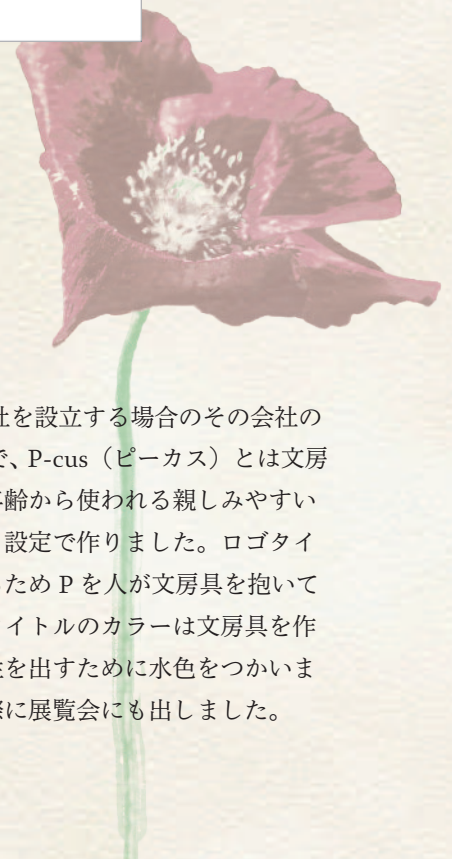 社を設立する場合のその会社の
で、P-cus（ピーカス）とは文房
齢から使われる親しみやすい
設定で作りました。ロゴタイ
ため P を人が文房具を抱いて
イトルのカラーは文房具を作
を出すために水色をつかいま
に展覧会にも出しました。